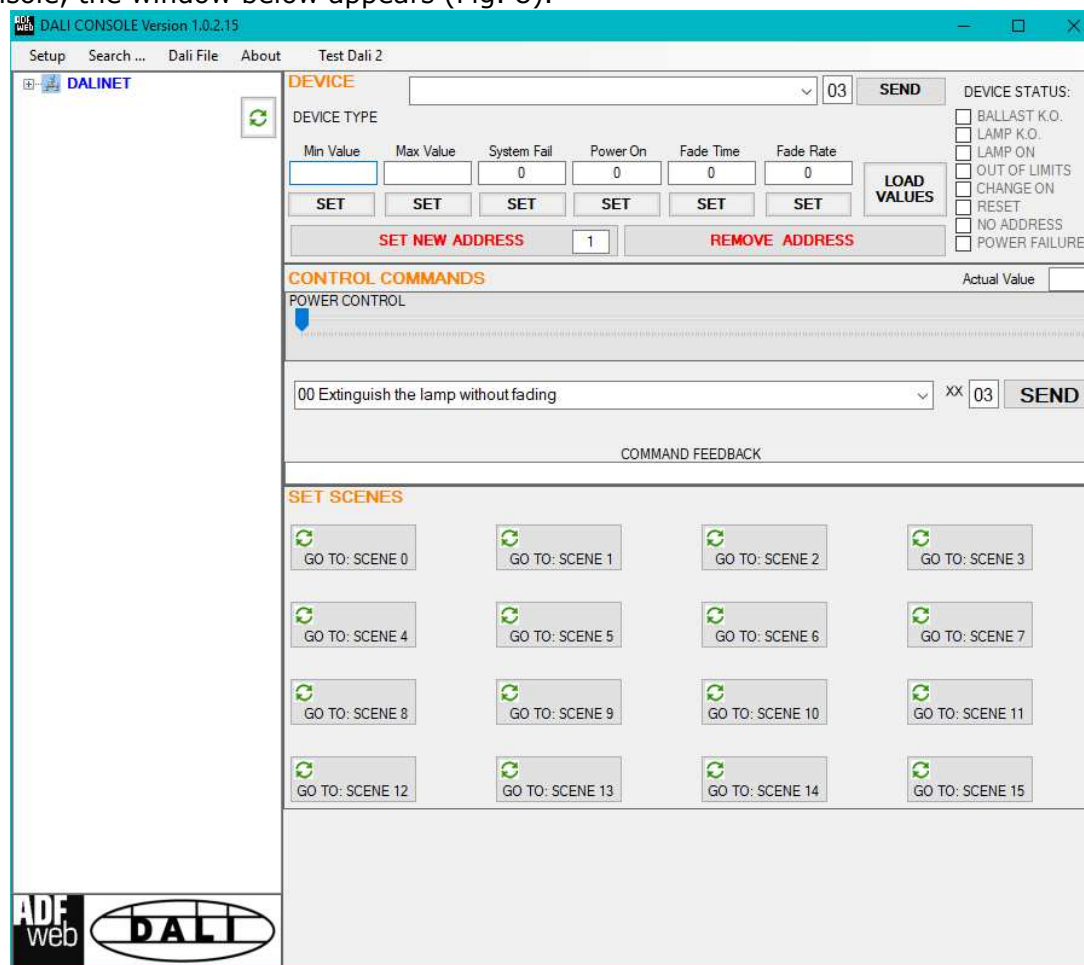 nsole, the window below appears (Fig. 8).
DALI CONSOLE Version 1.0.2.15
Setup Search ... Dali File About Test Dali 2
DALINET
DEVICE
03 SEND
DEVICE TYPE
Min Value Max Value System Fail Power On Fade Time Fade Rate
0 0 0 0
SET SET SET SET SET SET
LOAD
VALUES
SET NEW ADDRESS 1 REMOVE ADDRESS
DEVICE STATUS:
BALLAST K.O.
LAMP K.O.
LAMP ON
OUT OF LIMITS
CHANGE ON
RESET
NO ADDRESS
POWER FAILURE
CONTROL COMMANDS
Actual Value
POWER CONTROL
00 Extinguish the lamp without fading
XX 03 SEND
COMMAND FEEDBACK
SET SCENES
GO TO: SCENE 0 GO TO: SCENE 1 GO TO: SCENE 2 GO TO: SCENE 3
GO TO: SCENE 4 GO TO: SCENE 5 GO TO: SCENE 6 GO TO: SCENE 7
GO TO: SCENE 8 GO TO: SCENE 9 GO TO: SCENE 10 GO TO: SCENE 11
GO TO: SCENE 12 GO TO: SCENE 13 GO TO: SCENE 14 GO TO: SCENE 15
ADF
web
DALI